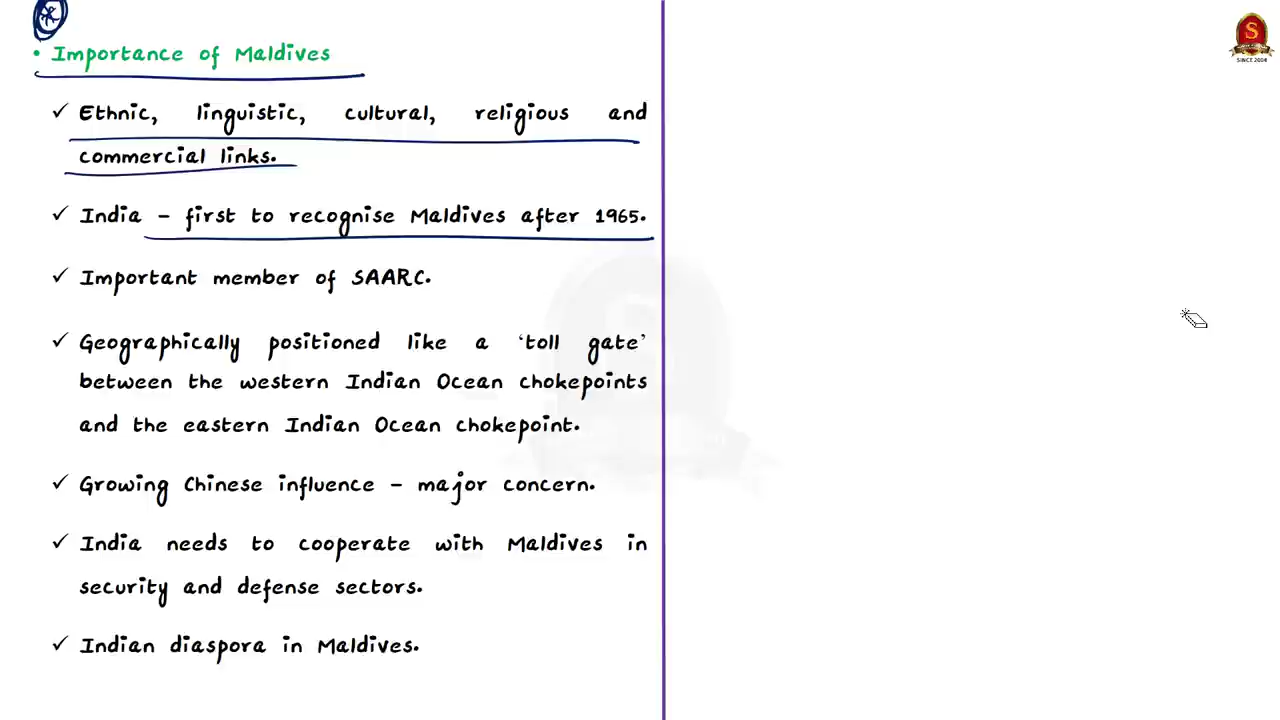 • Importance of Maldives
✓ Ethnic, linguistic, cultural, religious and
commercial links.
✓ India – first to recognise Maldives after 1965.
✓ Important member of SAARC.
✓ Geographically positioned like a ‘toll gate’
between the western Indian Ocean chokepoints
and the eastern Indian Ocean chokepoint.
✓ Growing Chinese influence – major concern.
✓ India needs to cooperate with Maldives in
security and defense sectors.
✓ Indian diaspora in Maldives.
S
SINCE 2004